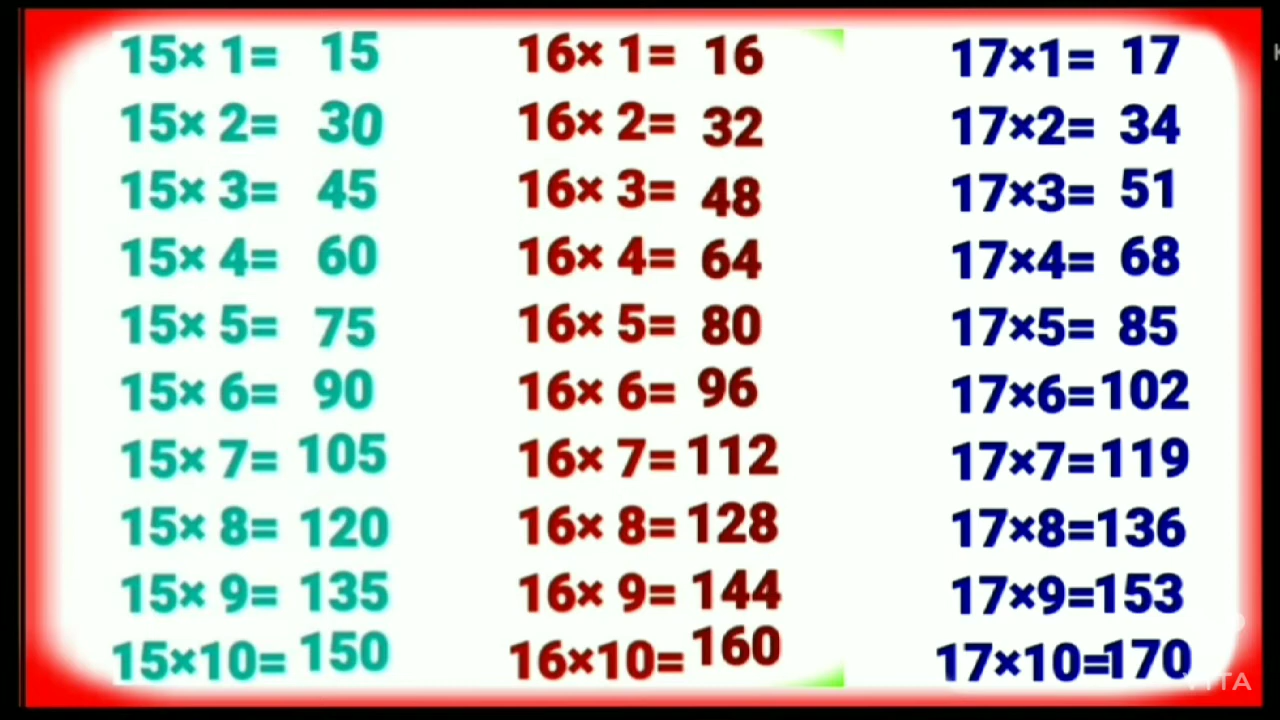 15× 1= 15
15× 2= 30
15× 3= 45
15× 4= 60
15× 5= 75
15× 6= 90
15× 7= 105
15× 8= 120
15× 9= 135
15×10= 150
16× 1= 16
16× 2= 32
16× 3= 48
16× 4= 64
16× 5= 80
16× 6= 96
16× 7= 112
16× 8= 128
16× 9= 144
16×10= 160
17×1= 17
17×2= 34
17×3= 51
17×4= 68
17×5= 85
17×6=102
17×7=119
17×8=136
17×9=153
17×10=170